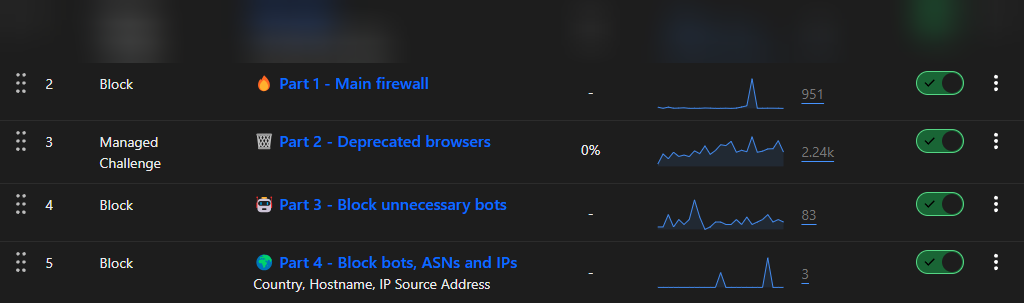 2 Block 🔥 Part 1 - Main firewall - 951
3 Managed Challenge 🗑 Part 2 - Deprecated browsers 0% 2.24k
4 Block 🤖 Part 3 - Block unnecessary bots - 83
5 Block 🌍 Part 4 - Block bots, ASNs and IPs - 3
Country, Hostname, IP Source Address